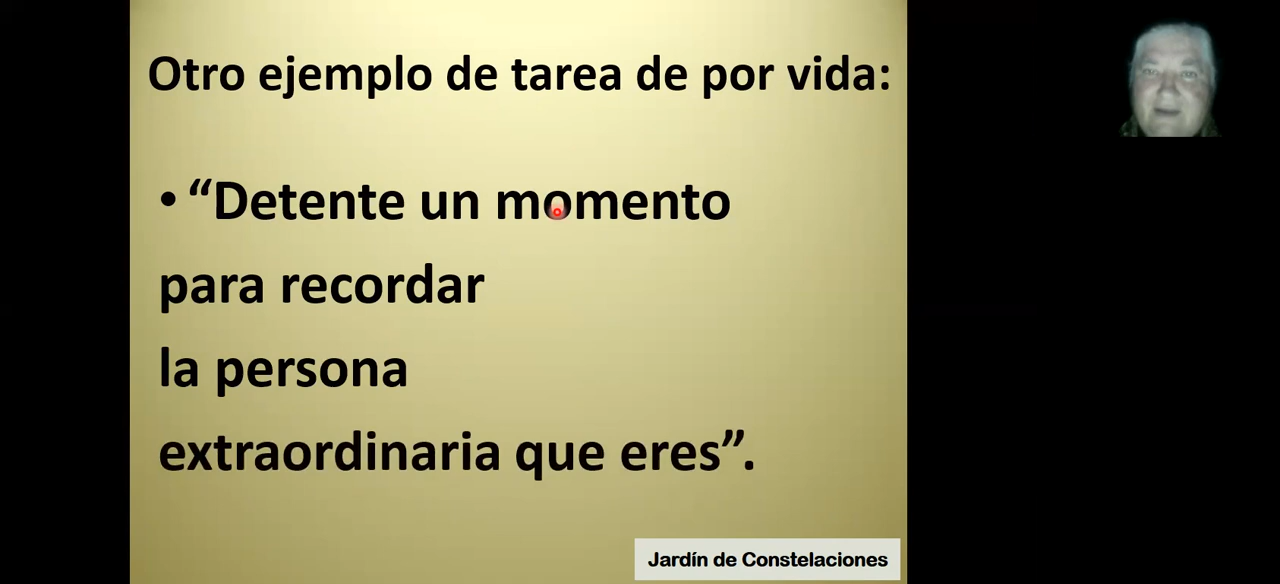 Otro ejemplo de tarea de por vida:
• “Detente un momento
para recordar
la persona
extraordinaria que eres”.
Jardín de Constelaciones